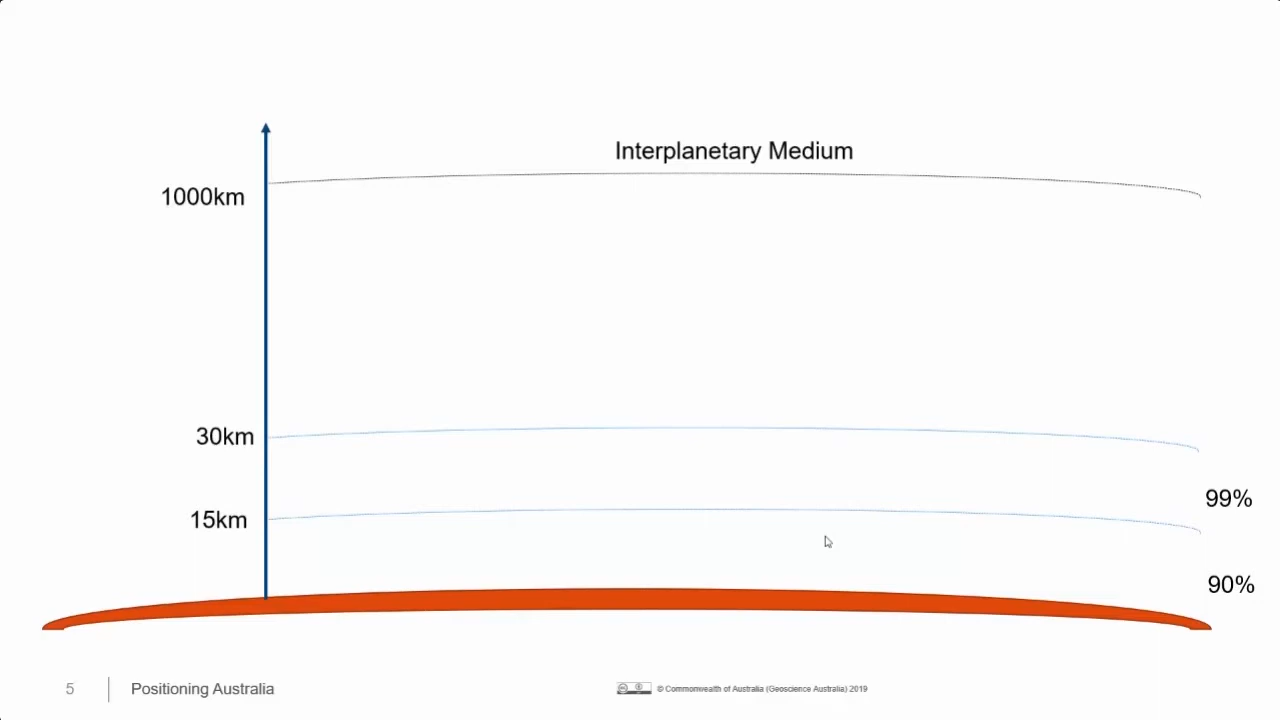 Interplanetary Medium
1000km
30km
99%
15km
90%
5
Positioning Australia
© Commonwealth of Australia (Geoscience Australia) 2019